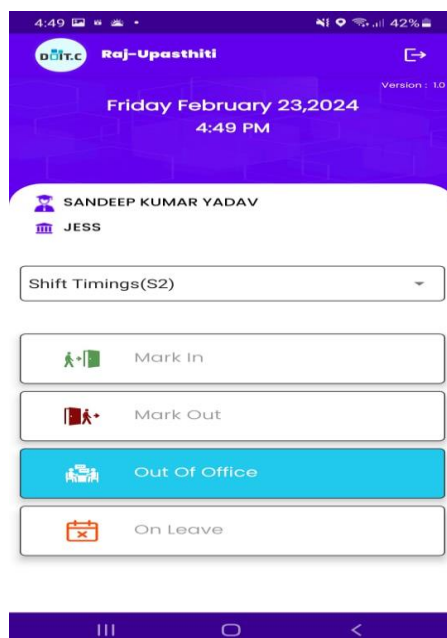 4:49 42%
DOIT.C Raj-Upasthiti
Version : 1.0
Friday February 23,2024
4:49 PM
SANDEEP KUMAR YADAV
JESS
Shift Timings(S2)
Mark In
Mark Out
Out Of Office
On Leave